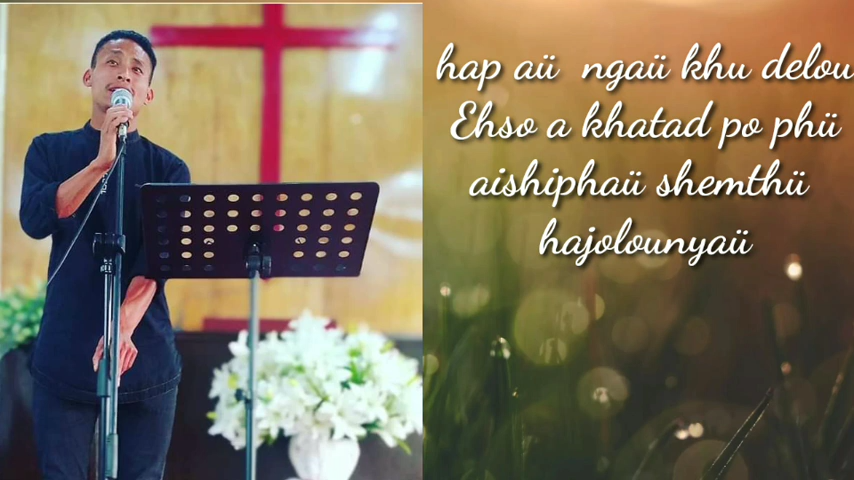 hap aü ngaü khu delou
Ehso a khatad po phü
aishiphaü shemthü
hajolounyaü